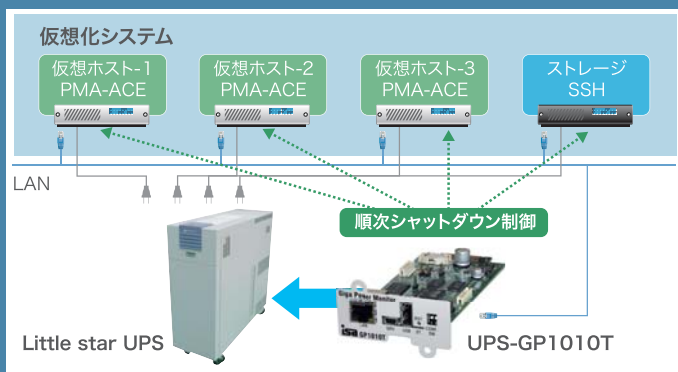 仮想化システム
仮想ホスト-1
PMA-ACE
仮想ホスト-2
PMA-ACE
仮想ホスト-3
PMA-ACE
ストレージ
SSH
LAN
順次シャットダウン制御
Giga Power Monitor
isa
GP1010T
Little star UPS
UPS-GP1010T